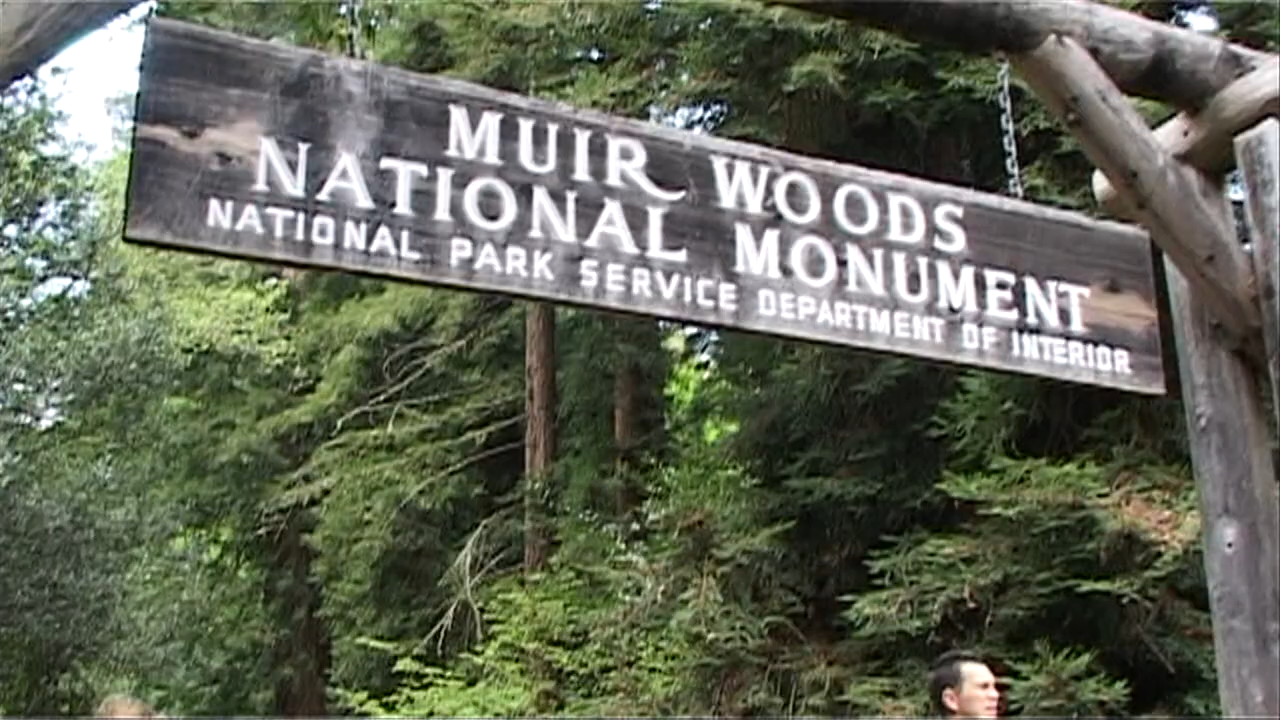 MUIR WOODS
NATIONAL MONUMENT
NATIONAL PARK SERVICE DEPARTMENT OF INTERIOR